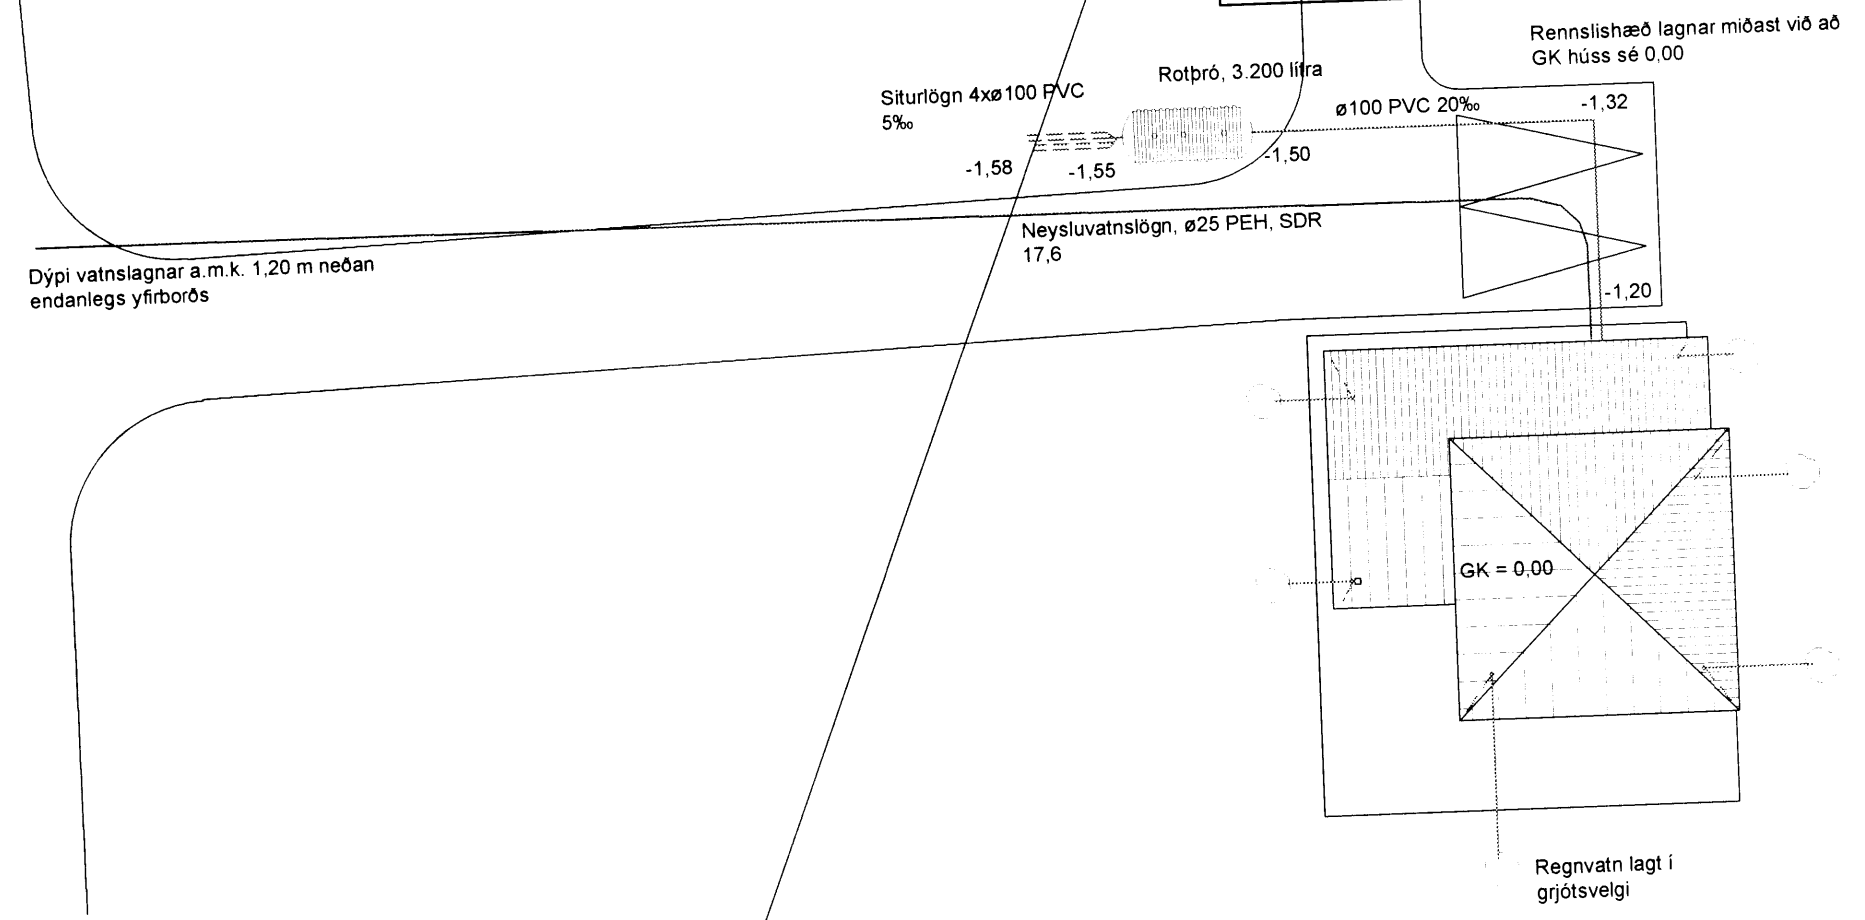 Rennslishæð lagnar miðast við að
GK húss sé 0,00
Rotþró, 3.200 lítra
Siturlögn 4xø100 PVC
5‰
ø100 PVC 20‰
-1,32
-1,58
-1,55
-1,50
Neysluvatnslögn, ø25 PEH, SDR
17,6
Dýpi vatnslagnar a.m.k. 1,20 m neðan
endanlegs yfirborðs
-1,20
GK = 0,00
Regnvatn lagt í
grjótsvelgi